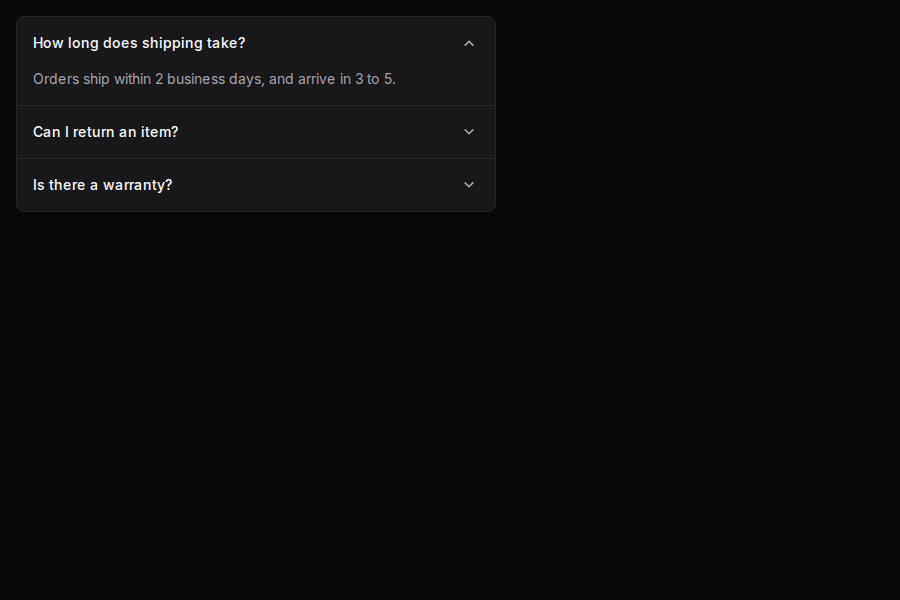 How long does shipping take?
Orders ship within 2 business days, and arrive in 3 to 5.
Can I return an item?
Is there a warranty?